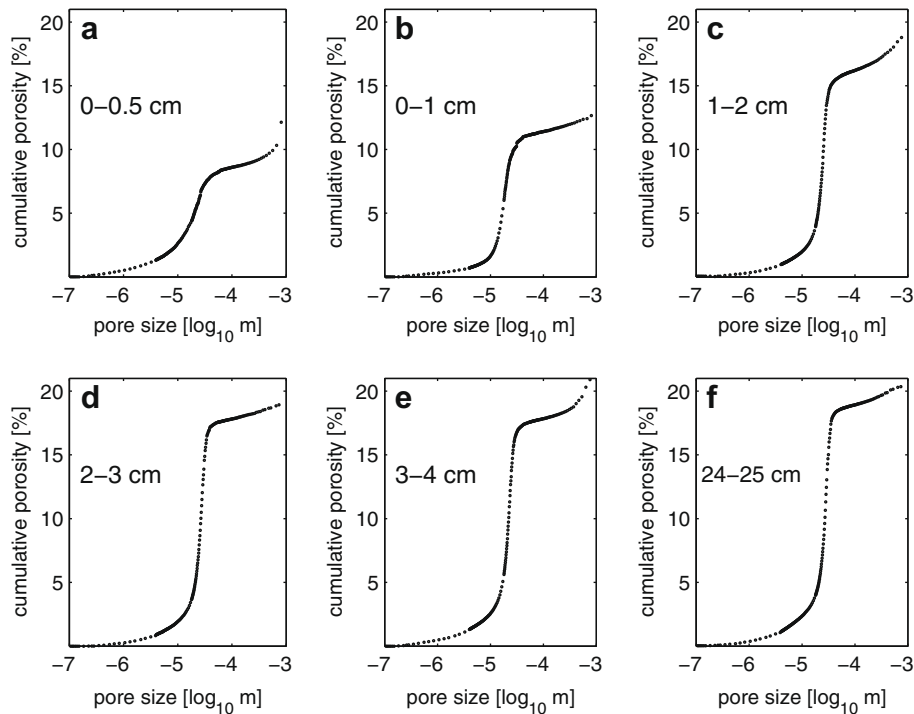 a
0−0.5 cm
cumulative porosity [%]
20
15
10
5
−7 −6 −5 −4 −3
pore size [log10 m]
b
0−1 cm
cumulative porosity [%]
20
15
10
5
−7 −6 −5 −4 −3
pore size [log10 m]
c
1−2 cm
cumulative porosity [%]
20
15
10
5
−7 −6 −5 −4 −3
pore size [log10 m]
d
2−3 cm
cumulative porosity [%]
20
15
10
5
−7 −6 −5 −4 −3
pore size [log10 m]
e
3−4 cm
cumulative porosity [%]
20
15
10
5
−7 −6 −5 −4 −3
pore size [log10 m]
f
24−25 cm
cumulative porosity [%]
20
15
10
5
−7 −6 −5 −4 −3
pore size [log10 m]